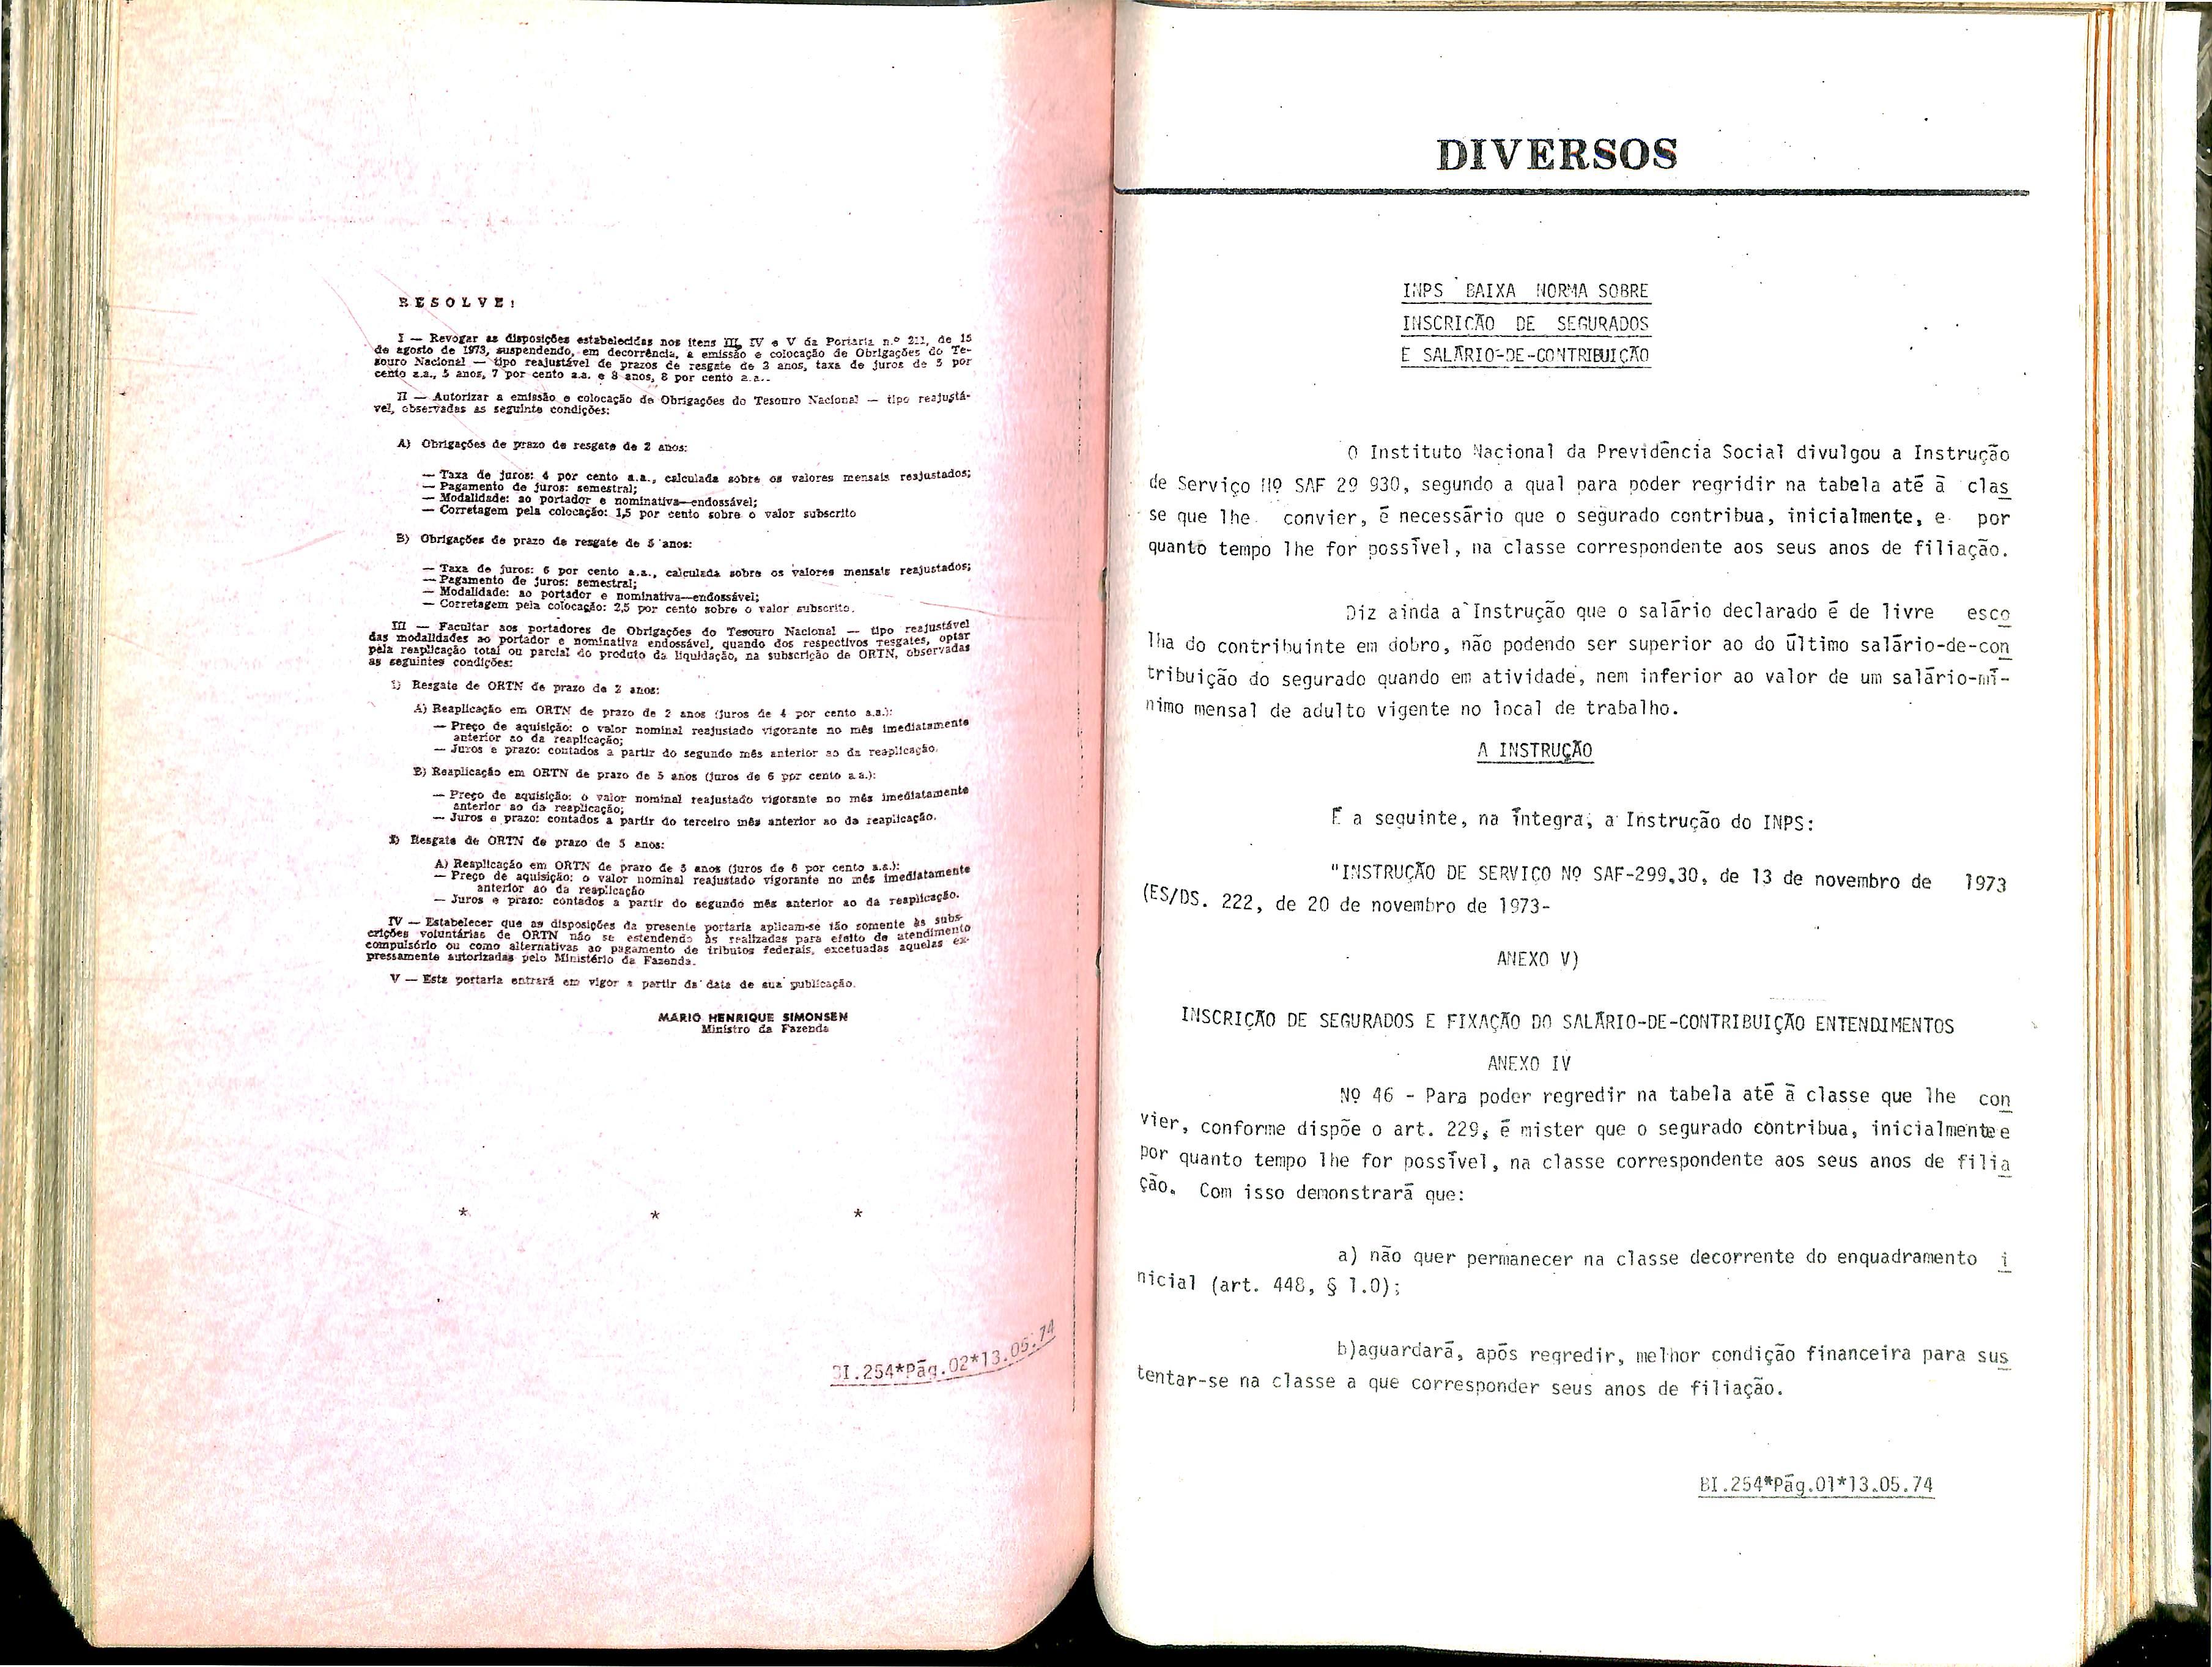 RESOLVE:
I — Revogar as disposições estabelecidas nos itens III, IV e V da Portaria n.º 211, de 15
de agosto de 1973, suspendendo, em decorrência, a emissão e colocação de Obrigações do Te-
souro Nacional — tipo reajustável de prazos de resgate de 3 anos, taxa de juros de 5 por
cento a.a., 5 anos, 7 por cento a.a. e 8 anos, 8 por cento a.a..
II — Autorizar a emissão e colocação de Obrigações do Tesouro Nacional — tipo reajustá-
vel, observadas as seguinte condições:
A) Obrigações de prazo de resgate de 2 anos:
— Taxa de juros: 4 por cento a.a., calculada sobre os valores mensais reajustados;
— Pagamento de juros: semestral;
— Modalidade: ao portador e nominativa—endossável;
— Corretagem pela colocação: 1,5 por cento sobre o valor subscrito
B) Obrigações de prazo de resgate de 5 anos:
— Taxa de juros: 6 por cento a.a., calculada sobre os valores mensais reajustados;
— Pagamento de juros: semestral;
— Modalidade: ao portador e nominativa—endossável;
— Corretagem pela colocação: 2,5 por cento sobre o valor subscrito.
III — Facultar aos portadores de Obrigações do Tesouro Nacional — tipo reajustável
das modalidades ao portador e nominativa endossável, quando dos respectivos resgates, optar
pela reaplicação total ou parcial do produto da liquidação, na subscrição de ORTN, observadas
as seguintes condições:
1) Resgate de ORTN de prazo de 2 anos:
A) Reaplicação em ORTN de prazo de 2 anos (juros de 4 por cento a.a.):
— Preço de aquisição: o valor nominal reajustado vigorante no mês imediatamente
anterior ao da reaplicação;
— Juros e prazo: contados a partir do segundo mês anterior ao da reaplicação.
B) Reaplicação em ORTN de prazo de 5 anos (juros de 6 por cento a.a.):
— Preço de aquisição: o valor nominal reajustado vigorante no mês imediatamente
anterior ao da reaplicação;
— Juros e prazo: contados a partir do terceiro mês anterior ao da reaplicação.
2) Resgate de ORTN de prazo de 5 anos:
A) Reaplicação em ORTN de prazo de 5 anos (juros de 6 por cento a.a.):
— Preço de aquisição: o valor nominal reajustado vigorante no mês imediatamente
anterior ao da reaplicação
— Juros e prazo: contados a partir do segundo mês anterior ao da reaplicação.
IV — Estabelecer que as disposições da presente portaria aplicam-se tão somente às subs-
crições voluntárias de ORTN não se estendendo às realizadas para efeito de atendimento
compulsório ou como alternativas ao pagamento de tributos federais, excetuadas aquelas ex-
pressamente autorizadas pelo Ministério da Fazenda.
V — Esta portaria entrará em vigor a partir da data de sua publicação.
MARIO HENRIQUE SIMONSEN
Ministro da Fazenda
* * *
BI.254*Pág.02*13.05.74
DIVERSOS
INPS BAIXA NORMA SOBRE
INSCRIÇÃO DE SEGURADOS
E SALÁRIO-DE-CONTRIBUIÇÃO
O Instituto Nacional da Previdência Social divulgou a Instrução
de Serviço Nº SAF 29 930, segundo a qual para poder regridir na tabela até à clas
se que lhe convier, é necessário que o segurado contribua, inicialmente, e por
quanto tempo lhe for possível, na classe correspondente aos seus anos de filiação.
Diz ainda a Instrução que o salário declarado é de livre esco
lha do contribuinte em dobro, não podendo ser superior ao do último salário-de-con
tribuição do segurado quando em atividade, nem inferior ao valor de um salário-mí-
nimo mensal de adulto vigente no local de trabalho.
A INSTRUÇÃO
É a seguinte, na íntegra, a Instrução do INPS:
"INSTRUÇÃO DE SERVIÇO Nº SAF-299.30, de 13 de novembro de 1973
(ES/DS. 222, de 20 de novembro de 1973-
ANEXO V)
INSCRIÇÃO DE SEGURADOS E FIXAÇÃO DO SALÁRIO-DE-CONTRIBUIÇÃO ENTENDIMENTOS
ANEXO IV
Nº 46 - Para poder regredir na tabela até à classe que lhe con
vier, conforme dispõe o art. 229, é mister que o segurado contribua, inicialmente e
por quanto tempo lhe for possível, na classe correspondente aos seus anos de filia
ção. Com isso demonstrará que:
a) não quer permanecer na classe decorrente do enquadramento i
nicial (art. 448, § 1.0);
b)aguardará, após regredir, melhor condição financeira para sus
tentar-se na classe a que corresponder seus anos de filiação.
BI.254*Pág.01*13.05.74